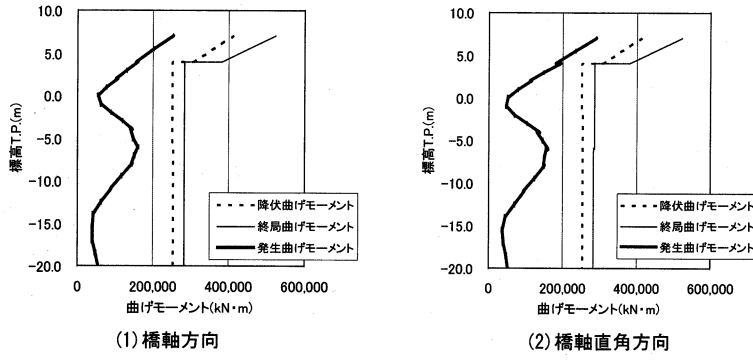 標高T.P.(m)
10.0
5.0
0.0
-5.0
-10.0
-15.0
-20.0
0
200,000
400,000
600,000
曲げモーメント(kN・m)
降伏曲げモーメント
終局曲げモーメント
発生曲げモーメント
(1)橋軸方向
標高T.P.(m)
10.0
5.0
0.0
-5.0
-10.0
-15.0
-20.0
0
200,000
400,000
600,000
曲げモーメント(kN・m)
降伏曲げモーメント
終局曲げモーメント
発生曲げモーメント
(2)橋軸直角方向